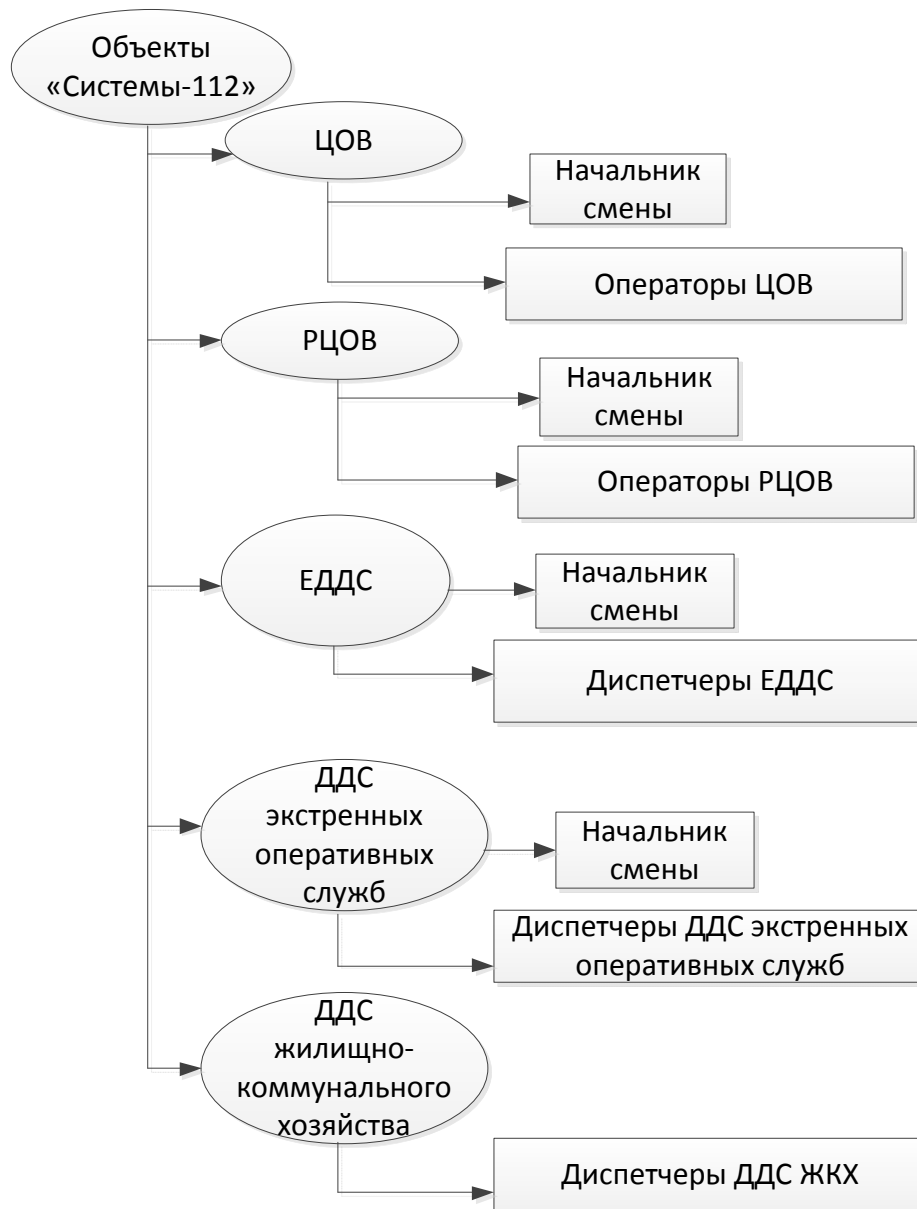 Объекты
«Системы-112»
ЦОВ
Начальник
смены
Операторы ЦОВ
РЦОВ
Начальник
смены
Операторы РЦОВ
ЕДДС
Начальник
смены
Диспетчеры ЕДДС
ДДС
экстренных
оперативных
служб
Начальник
смены
Диспетчеры ДДС экстренных
оперативных служб
ДДС
жилищно-
коммунального
хозяйства
Диспетчеры ДДС ЖКХ